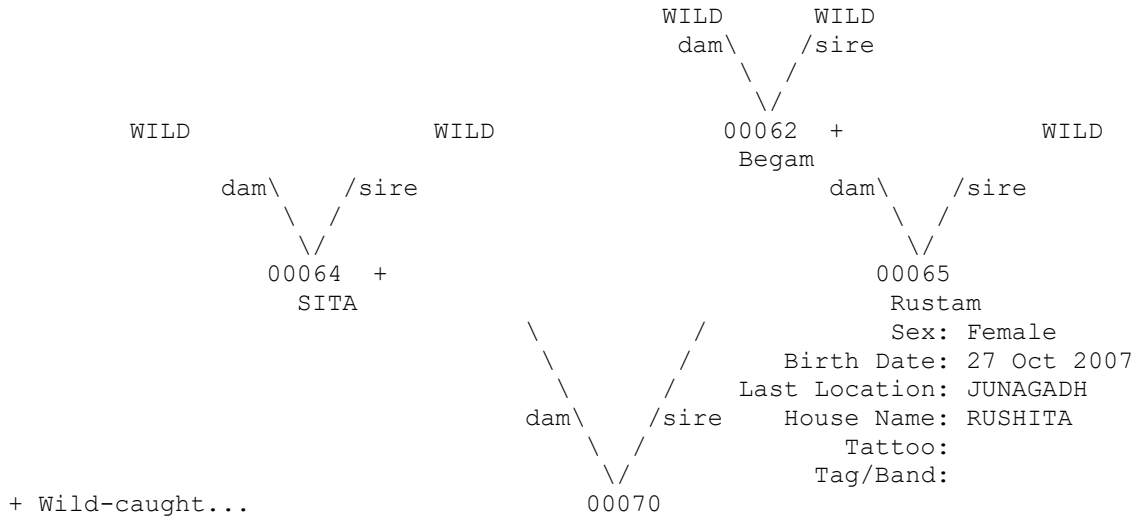 WILD WILD
dam\ /sire
\ /
\/
WILD WILD 00062 + WILD
Begam
dam\ /sire dam\ /sire
\ / \ /
\/ \/
00064 + 00065
SITA Rustam
\ / Sex: Female
\ / Birth Date: 27 Oct 2007
\ / Last Location: JUNAGADH
dam\ /sire House Name: RUSHITA
\ / Tattoo:
\/ Tag/Band:
+ Wild-caught... 00070